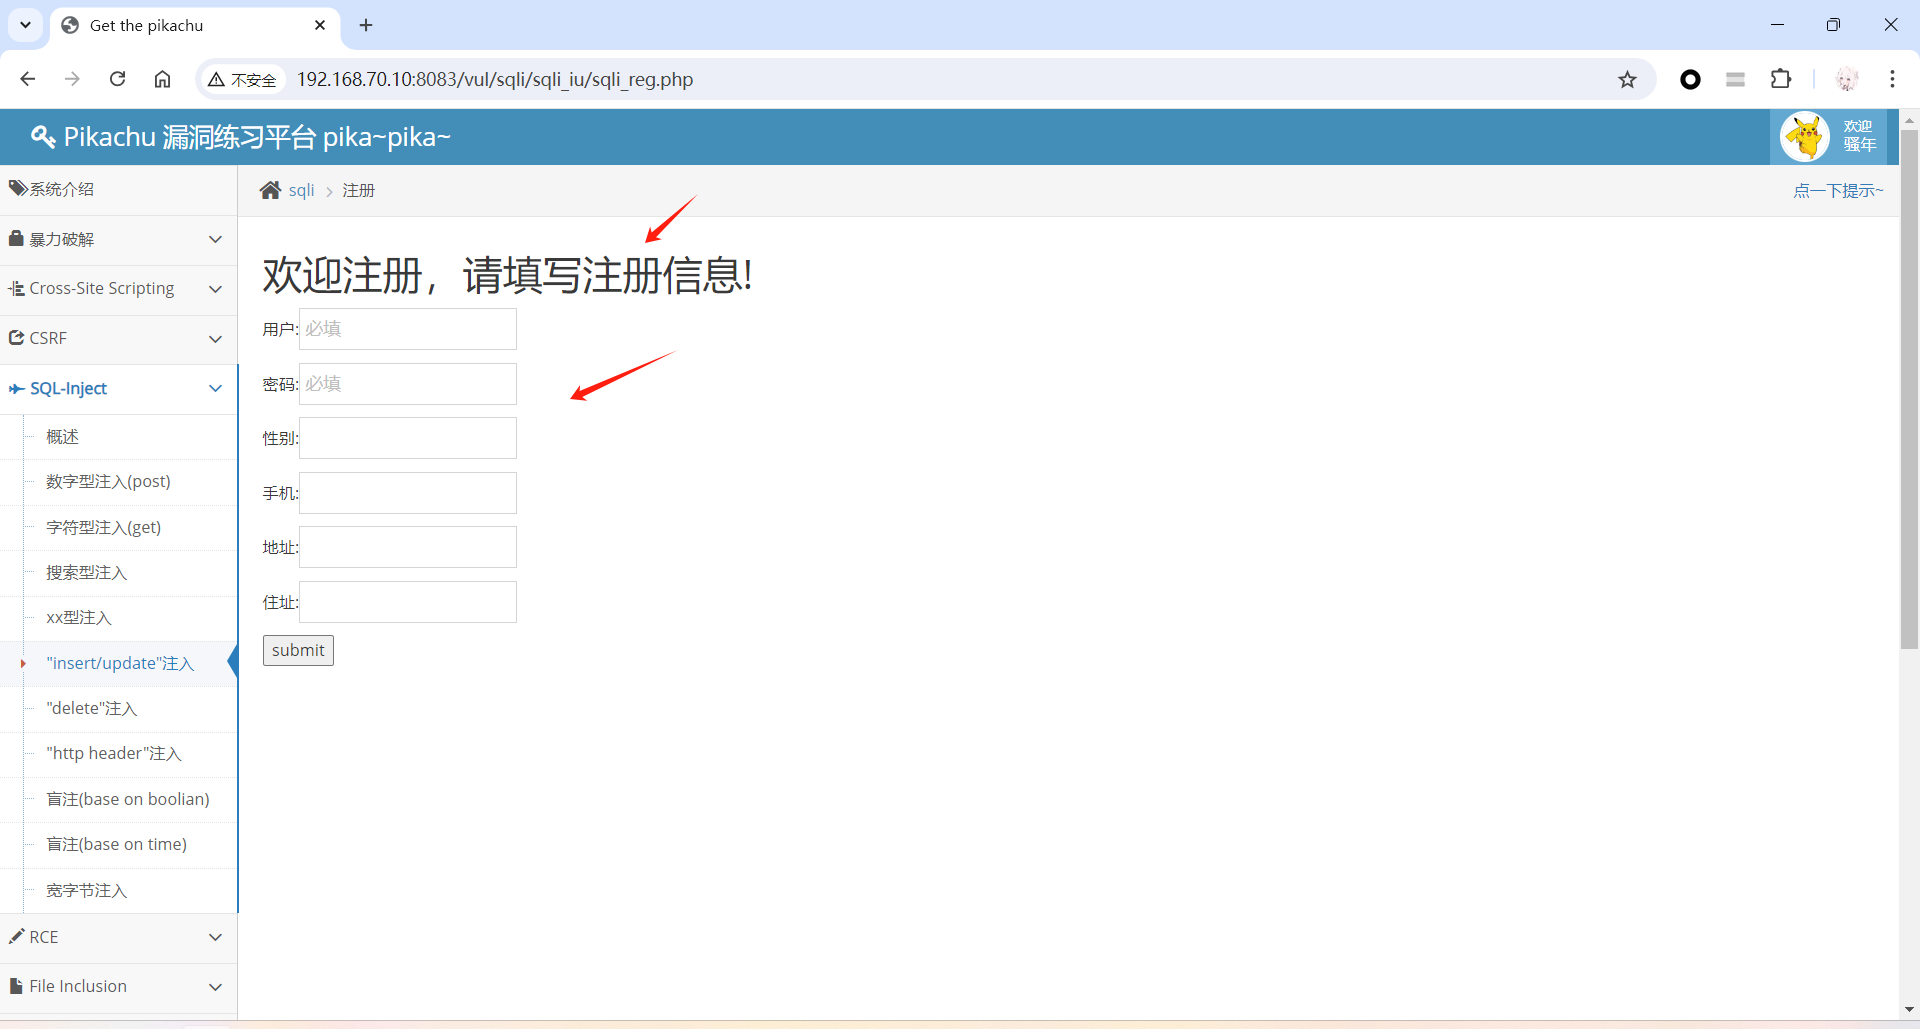 Get the pikachu
不安全
192.168.70.10:8083/vul/sqli/sqli_iu/sqli_reg.php
Pikachu 漏洞练习平台 pika~pika~
欢迎
骚年
系统介绍
暴力破解
Cross-Site Scripting
CSRF
SQL-Inject
概述
数字型注入(post)
字符型注入(get)
搜索型注入
xx型注入
"insert/update"注入
"delete"注入
"http header"注入
盲注(base on boolian)
盲注(base on time)
宽字节注入
RCE
File Inclusion
sqli > 注册
点一下提示~
欢迎注册，请填写注册信息!
用户: 必填
密码: 必填
性别:
手机:
地址:
住址:
submit